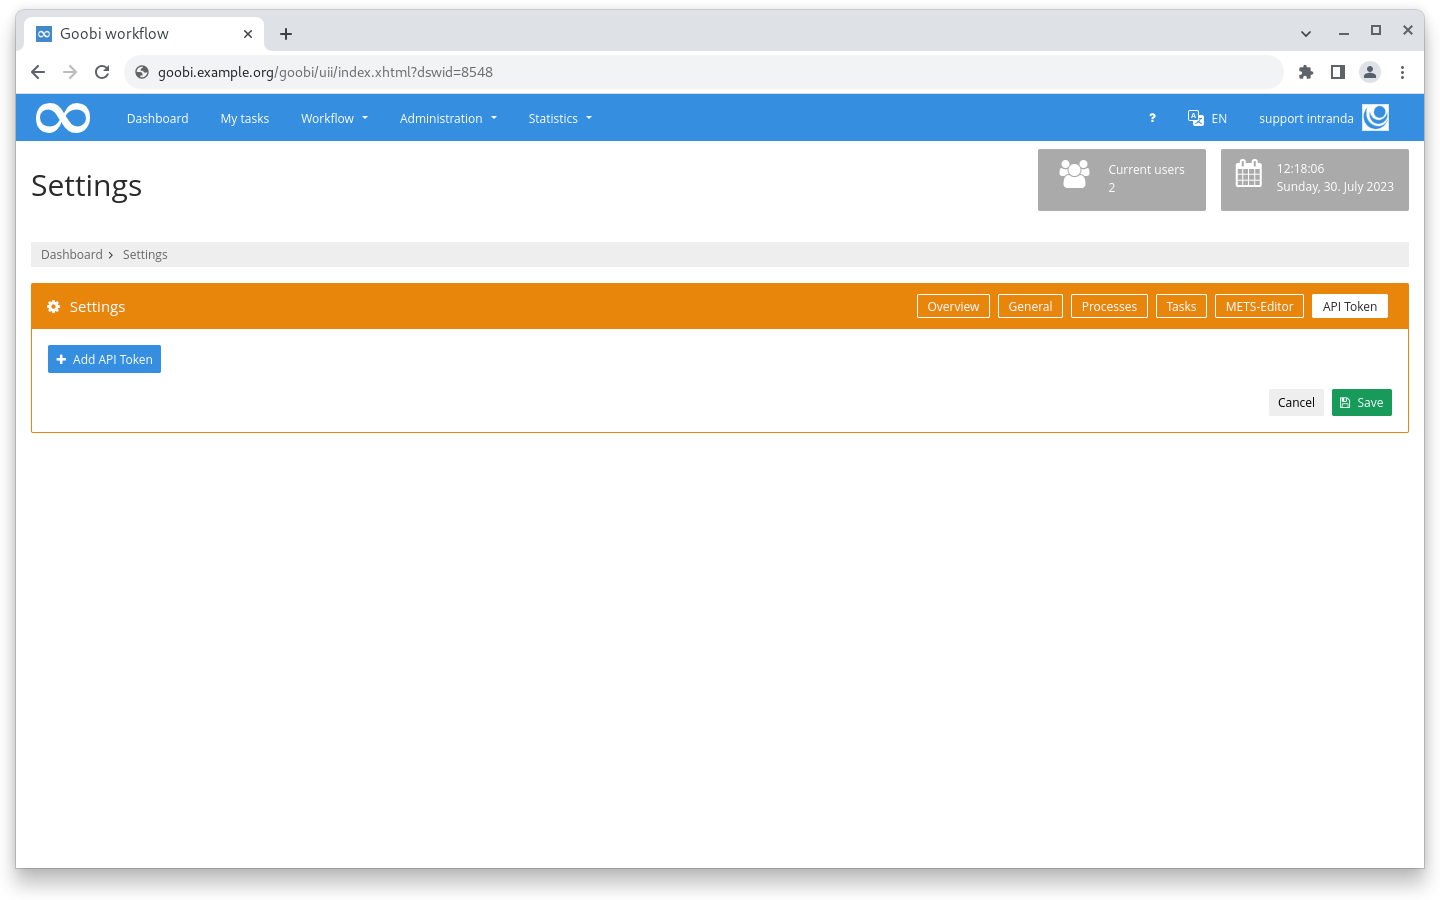 Goobi workflow
goobi.example.org/goobi/uii/index.xhtml?dswid=8548
Dashboard My tasks Workflow Administration Statistics ? EN support intranda
Settings
Current users
2
12:18:06
Sunday, 30. July 2023
Dashboard Settings
Settings Overview General Processes Tasks METS-Editor API Token
Add API Token
Cancel Save